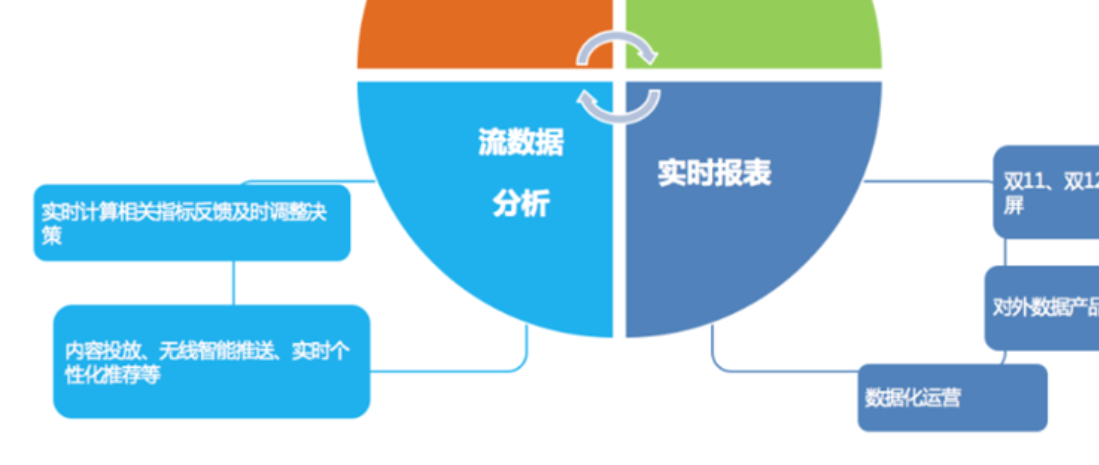 流数据
分析
实时报表
实时计算相关指标反馈及时调整决
策
内容投放、无线智能推送、实时个
性化推荐等
双11、双12
屏
对外数据产品
数据化运营